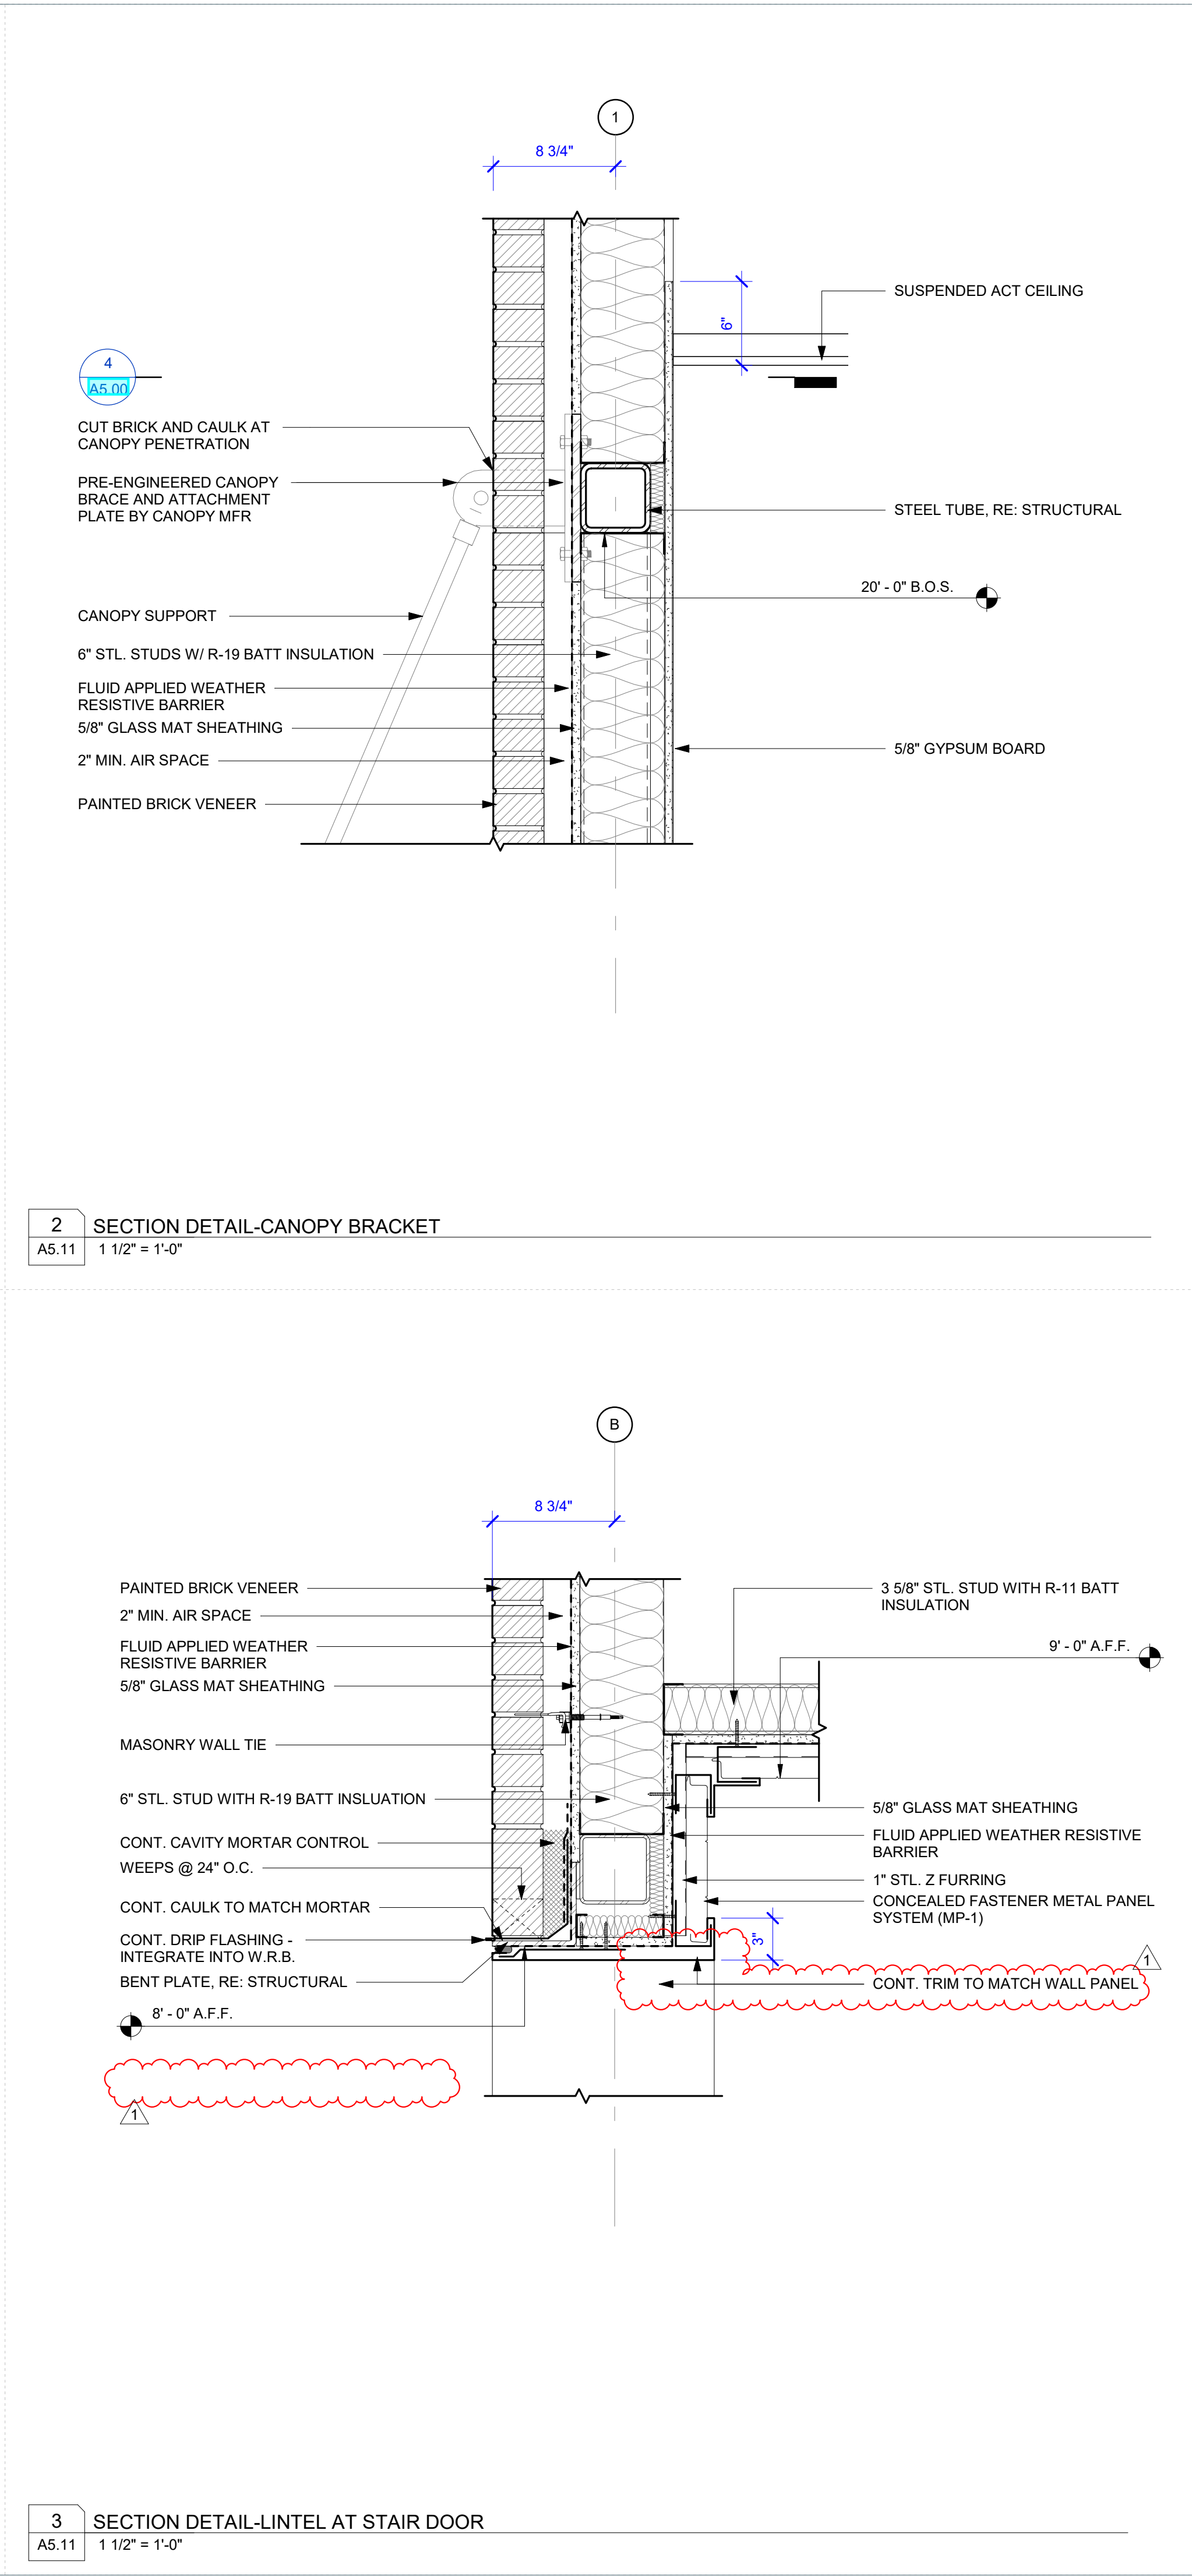 1
8 3/4"
6"
SUSPENDED ACT CEILING
4
A5.00
CUT BRICK AND CAULK AT
CANOPY PENETRATION
PRE-ENGINEERED CANOPY
BRACE AND ATTACHMENT
PLATE BY CANOPY MFR
STEEL TUBE, RE: STRUCTURAL
20' - 0" B.O.S.
CANOPY SUPPORT
6" STL. STUDS W/ R-19 BATT INSULATION
FLUID APPLIED WEATHER
RESISTIVE BARRIER
5/8" GLASS MAT SHEATHING
5/8" GYPSUM BOARD
2" MIN. AIR SPACE
PAINTED BRICK VENEER
2
SECTION DETAIL-CANOPY BRACKET
A5.11
1 1/2" = 1'-0"
B
8 3/4"
PAINTED BRICK VENEER
2" MIN. AIR SPACE
FLUID APPLIED WEATHER
RESISTIVE BARRIER
5/8" GLASS MAT SHEATHING
MASONRY WALL TIE
6" STL. STUD WITH R-19 BATT INSLUATION
CONT. CAVITY MORTAR CONTROL
WEEPS @ 24" O.C.
CONT. CAULK TO MATCH MORTAR
CONT. DRIP FLASHING -
INTEGRATE INTO W.R.B.
BENT PLATE, RE: STRUCTURAL
8' - 0" A.F.F.
1
3 5/8" STL. STUD WITH R-11 BATT
INSULATION
9' - 0" A.F.F.
5/8" GLASS MAT SHEATHING
FLUID APPLIED WEATHER RESISTIVE
BARRIER
1" STL. Z FURRING
CONCEALED FASTENER METAL PANEL
SYSTEM (MP-1)
3"
1
CONT. TRIM TO MATCH WALL PANEL
3
SECTION DETAIL-LINTEL AT STAIR DOOR
A5.11
1 1/2" = 1'-0"